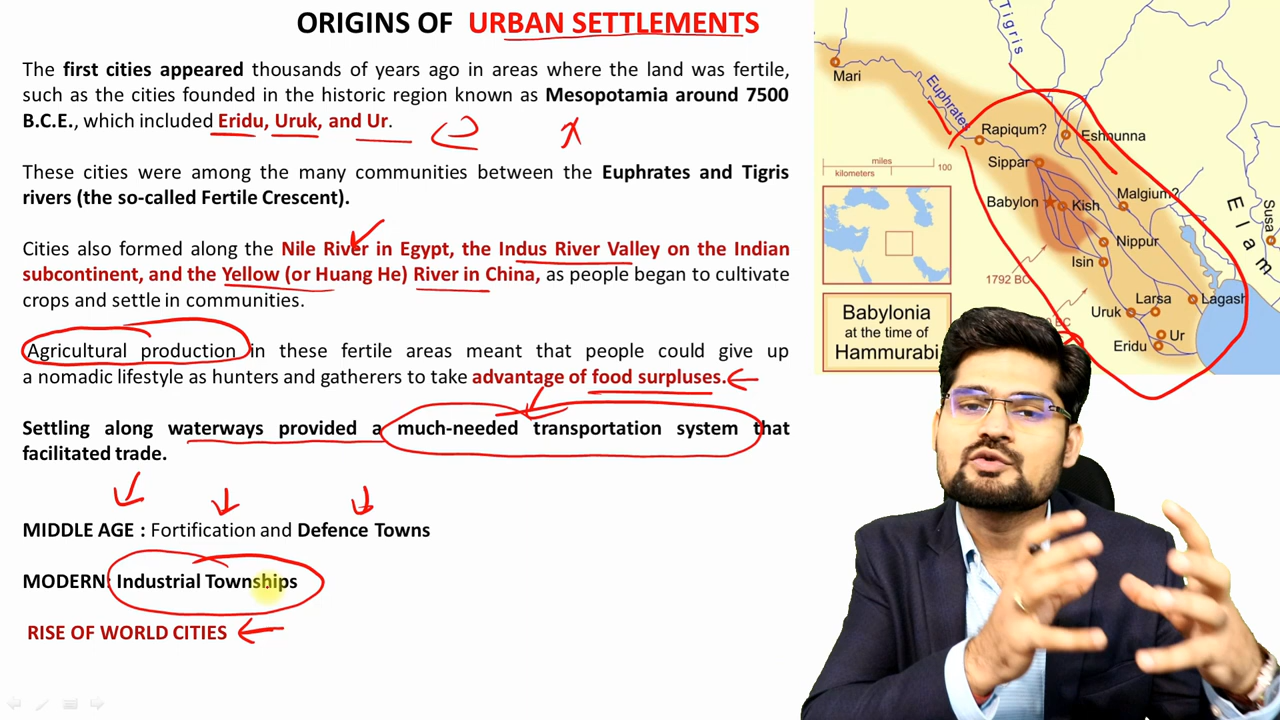 ORIGINS OF URBAN SETTLEMENTS
The first cities appeared thousands of years ago in areas where the land was fertile,
such as the cities founded in the historic region known as Mesopotamia around 7500
B.C.E., which included Eridu, Uruk, and Ur.
These cities were among the many communities between the Euphrates and Tigris
rivers (the so-called Fertile Crescent).
Cities also formed along the Nile River in Egypt, the Indus River Valley on the Indian
subcontinent, and the Yellow (or Huang He) River in China, as people began to cultivate
crops and settle in communities.
Agricultural production in these fertile areas meant that people could give up
a nomadic lifestyle as hunters and gatherers to take advantage of food surpluses.
Settling along waterways provided a much-needed transportation system that
facilitated trade.
MIDDLE AGE : Fortification and Defence Towns
MODERN: Industrial Townships
RISE OF WORLD CITIES
Tigris
Mari
Euphrates
Rapiqum?
Eshnunna
Sippar
miles
kilometers
100
Malgium?
Babylon
Kish
Elam
Susa
Nippur
Isin
1792 BC
Larsa
Lagash
Uruk
BC
Ur
Eridu
Babylonia
at the time of
Hammurabi